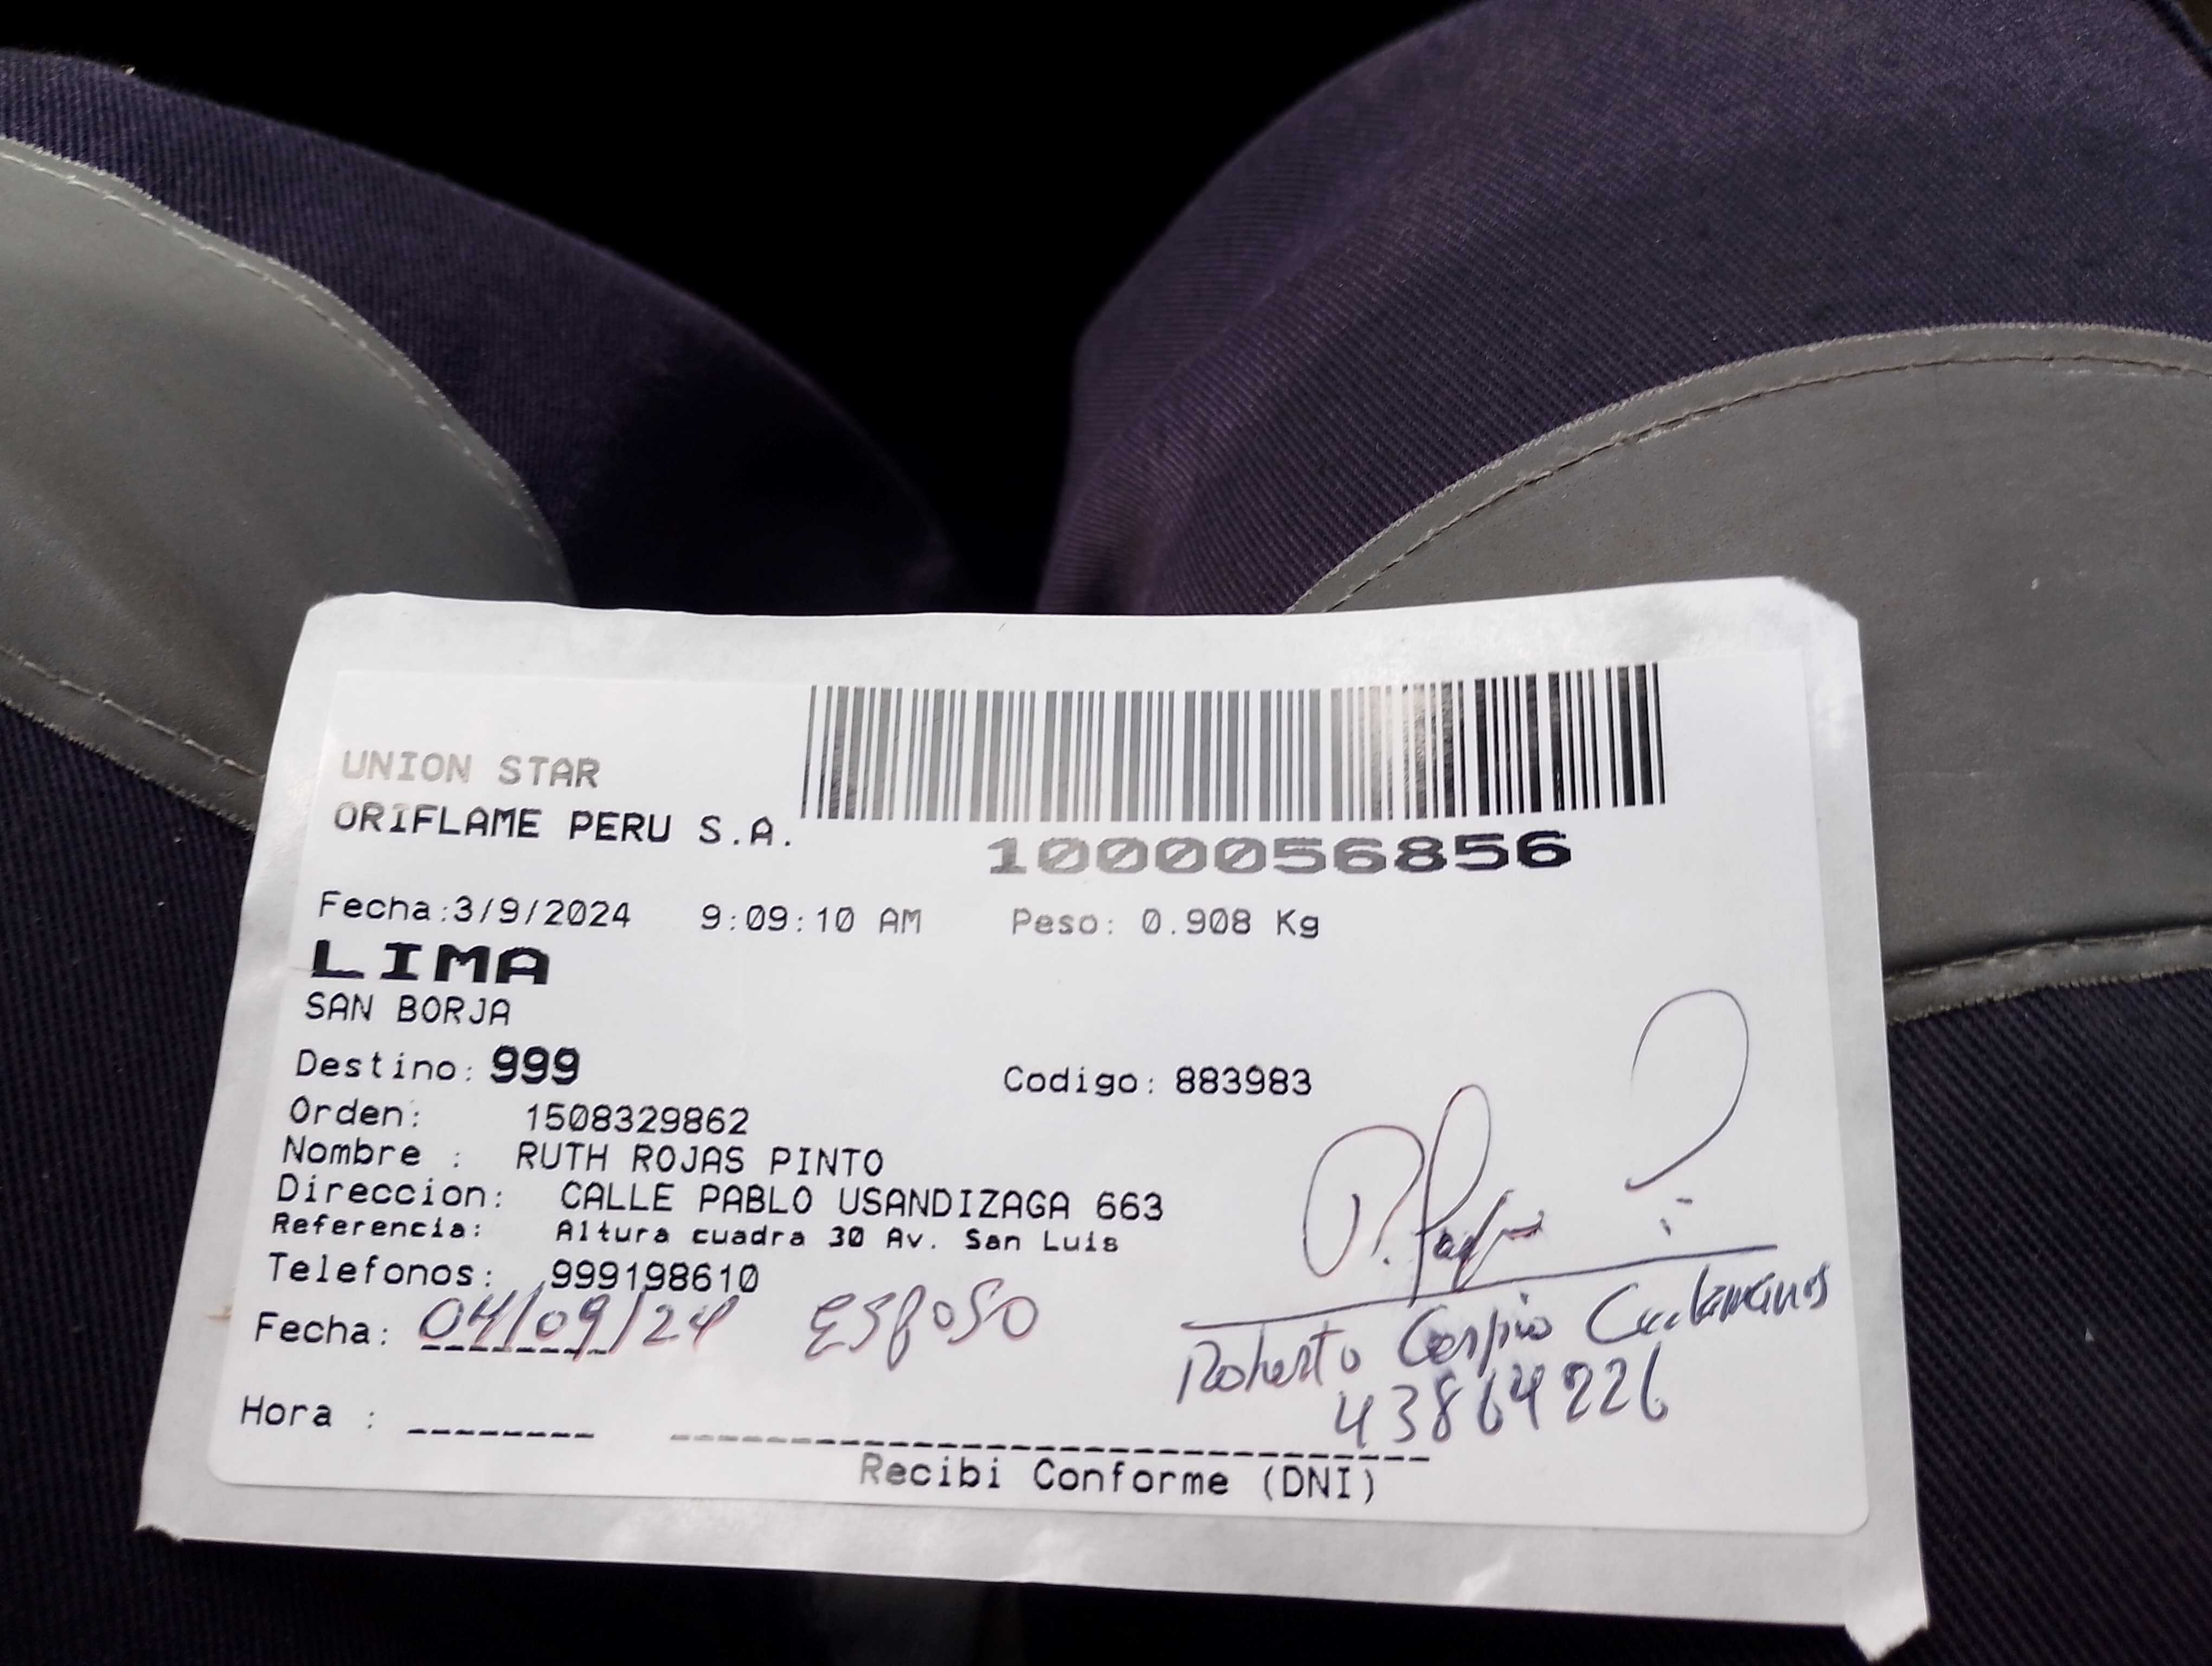 UNION STAR
ORIFLAME PERU S.A.
1000056856
Fecha:3/9/2024 9:09:10 AM Peso: 0.908 Kg
LIMA
SAN BORJA
Destino: 999 Codigo: 883983
Orden: 1508329862
Nombre : RUTH ROJAS PINTO
Direccion: CALLE PABLO USANDIZAGA 663
Referencia: Altura cuadra 30 Av. San Luis
Telefonos: 999198610
Fecha: 04/09/24 ESPOSO
Roberto
43864226
Hora :
Recibi Conforme (DNI)